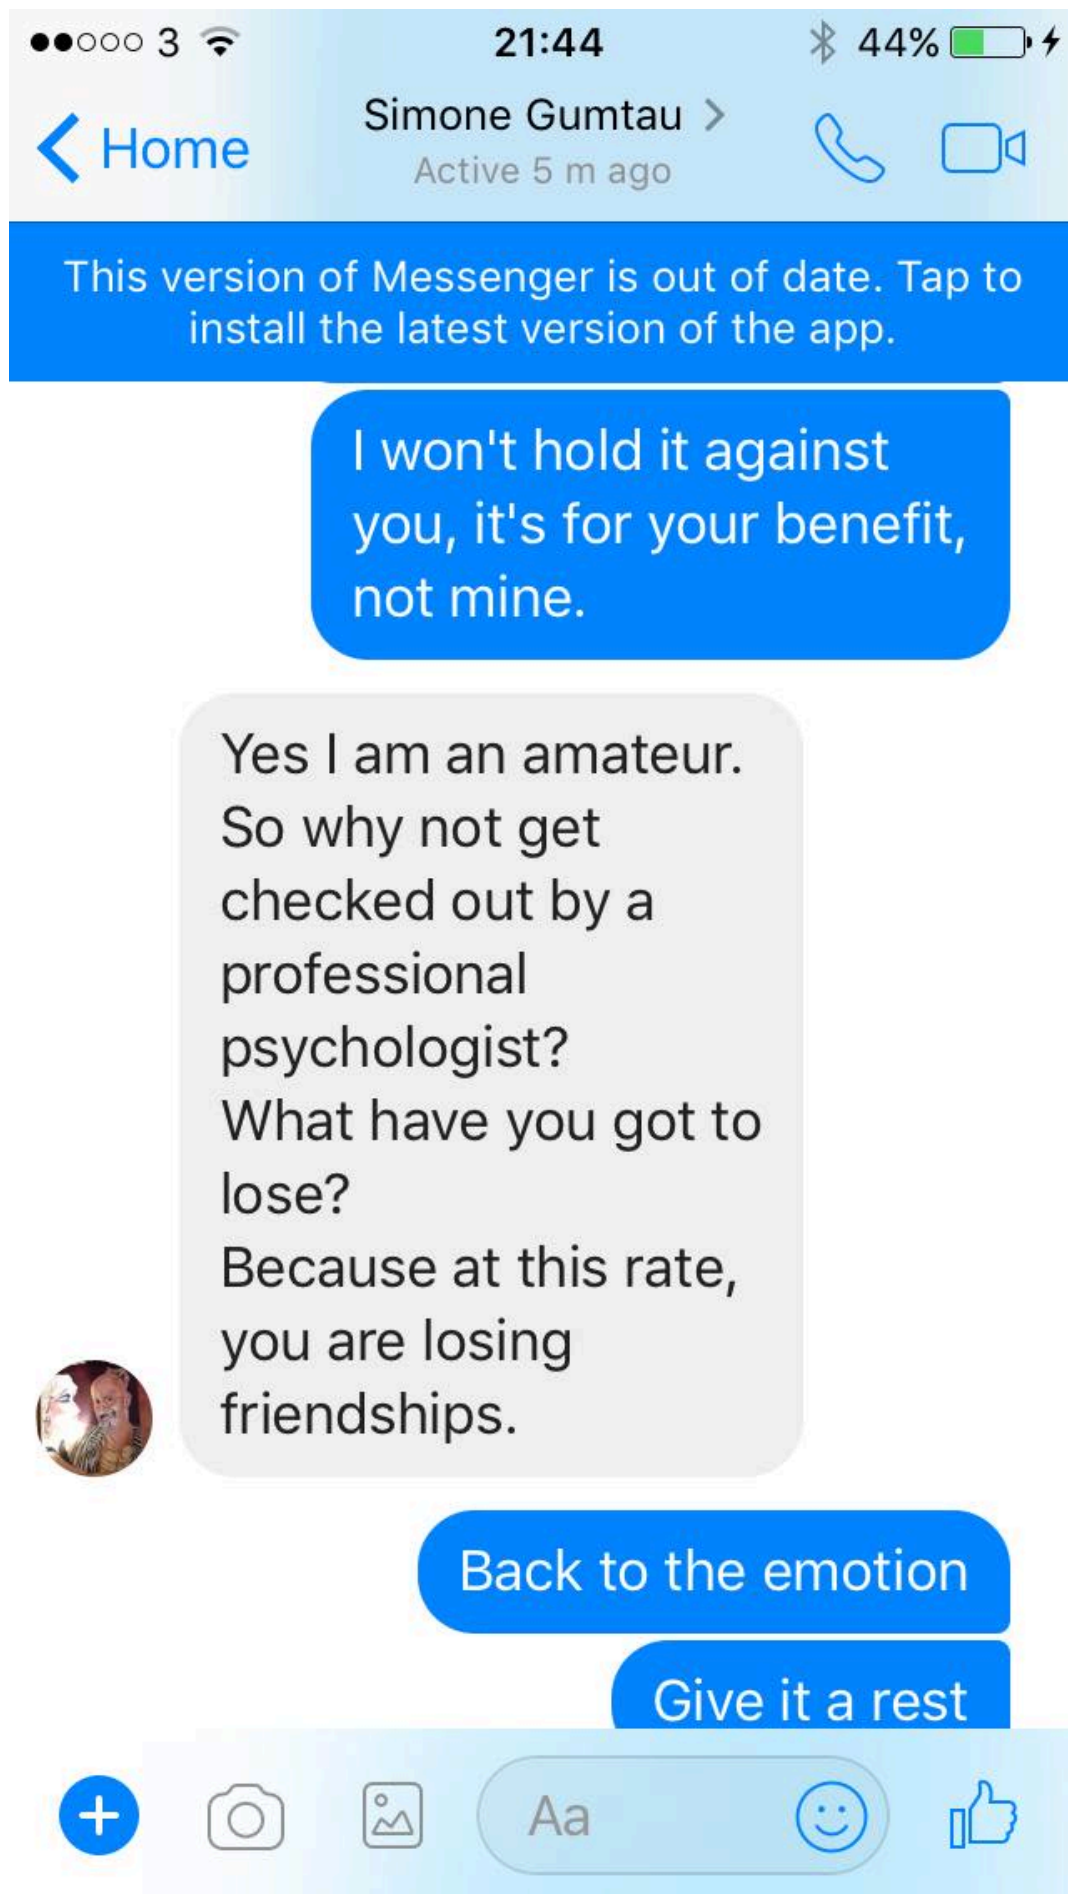 3 21:44 44%
Home
Simone Gumtau
Active 5 m ago
This version of Messenger is out of date. Tap to
install the latest version of the app.
I won't hold it against
you, it's for your benefit,
not mine.
Yes I am an amateur.
So why not get
checked out by a
professional
psychologist?
What have you got to
lose?
Because at this rate,
you are losing
friendships.
Back to the emotion
Give it a rest
Aa